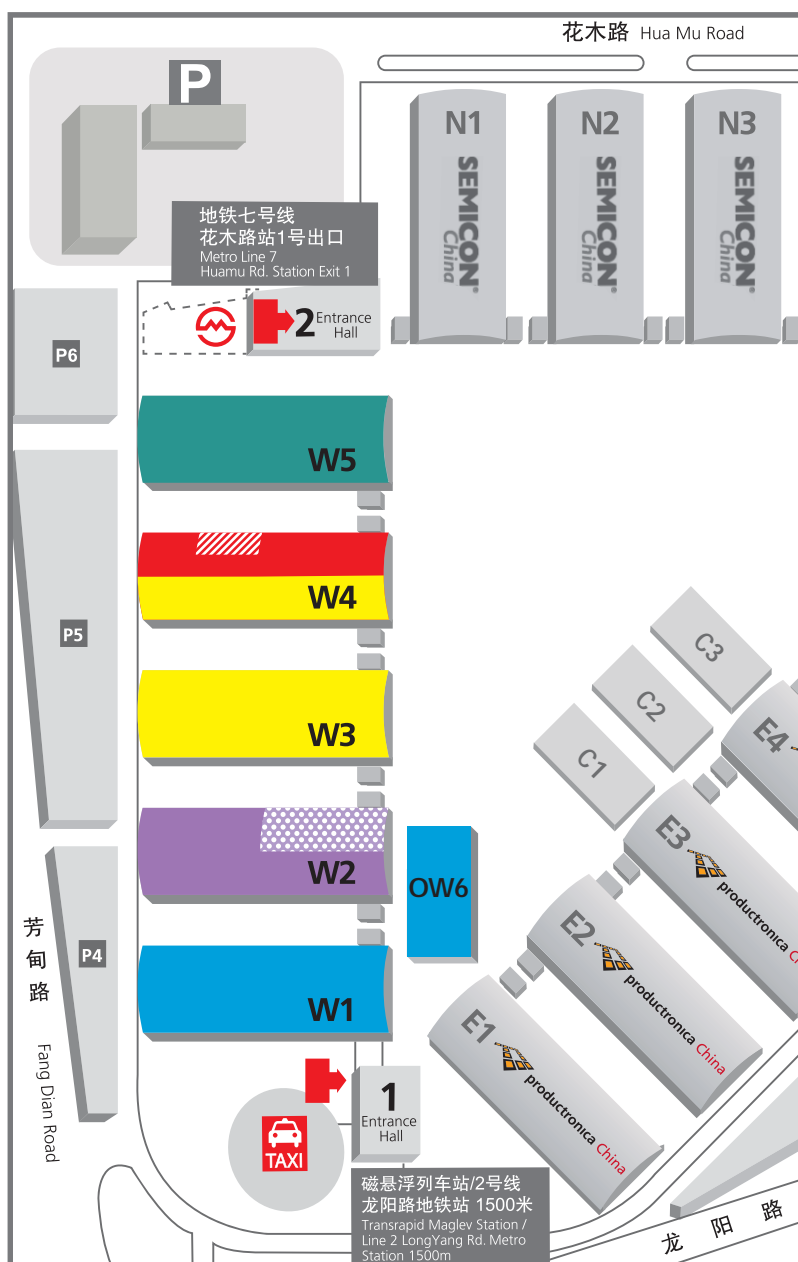 花木路 Hua Mu Road
P
N1
N2
N3
SEMICON®
China
SEMICON®
China
SEMICON®
China
地铁七号线
花木路站1号出口
Metro Line 7
Huamu Rd. Station Exit 1
2 Entrance
Hall
P6
W5
W4
P5
W3
C3
C2
C1
E4
W2
OW6
E3
productronica
E2
productronica China
E1
productronica China
芳甸路
Fang Dian Road
P4
W1
1
Entrance
Hall
TAXI
磁悬浮列车站/2号线
龙阳路地铁站 1500米
Transrapid Maglev Station /
Line 2 LongYang Rd. Metro
Station 1500m
龙阳路